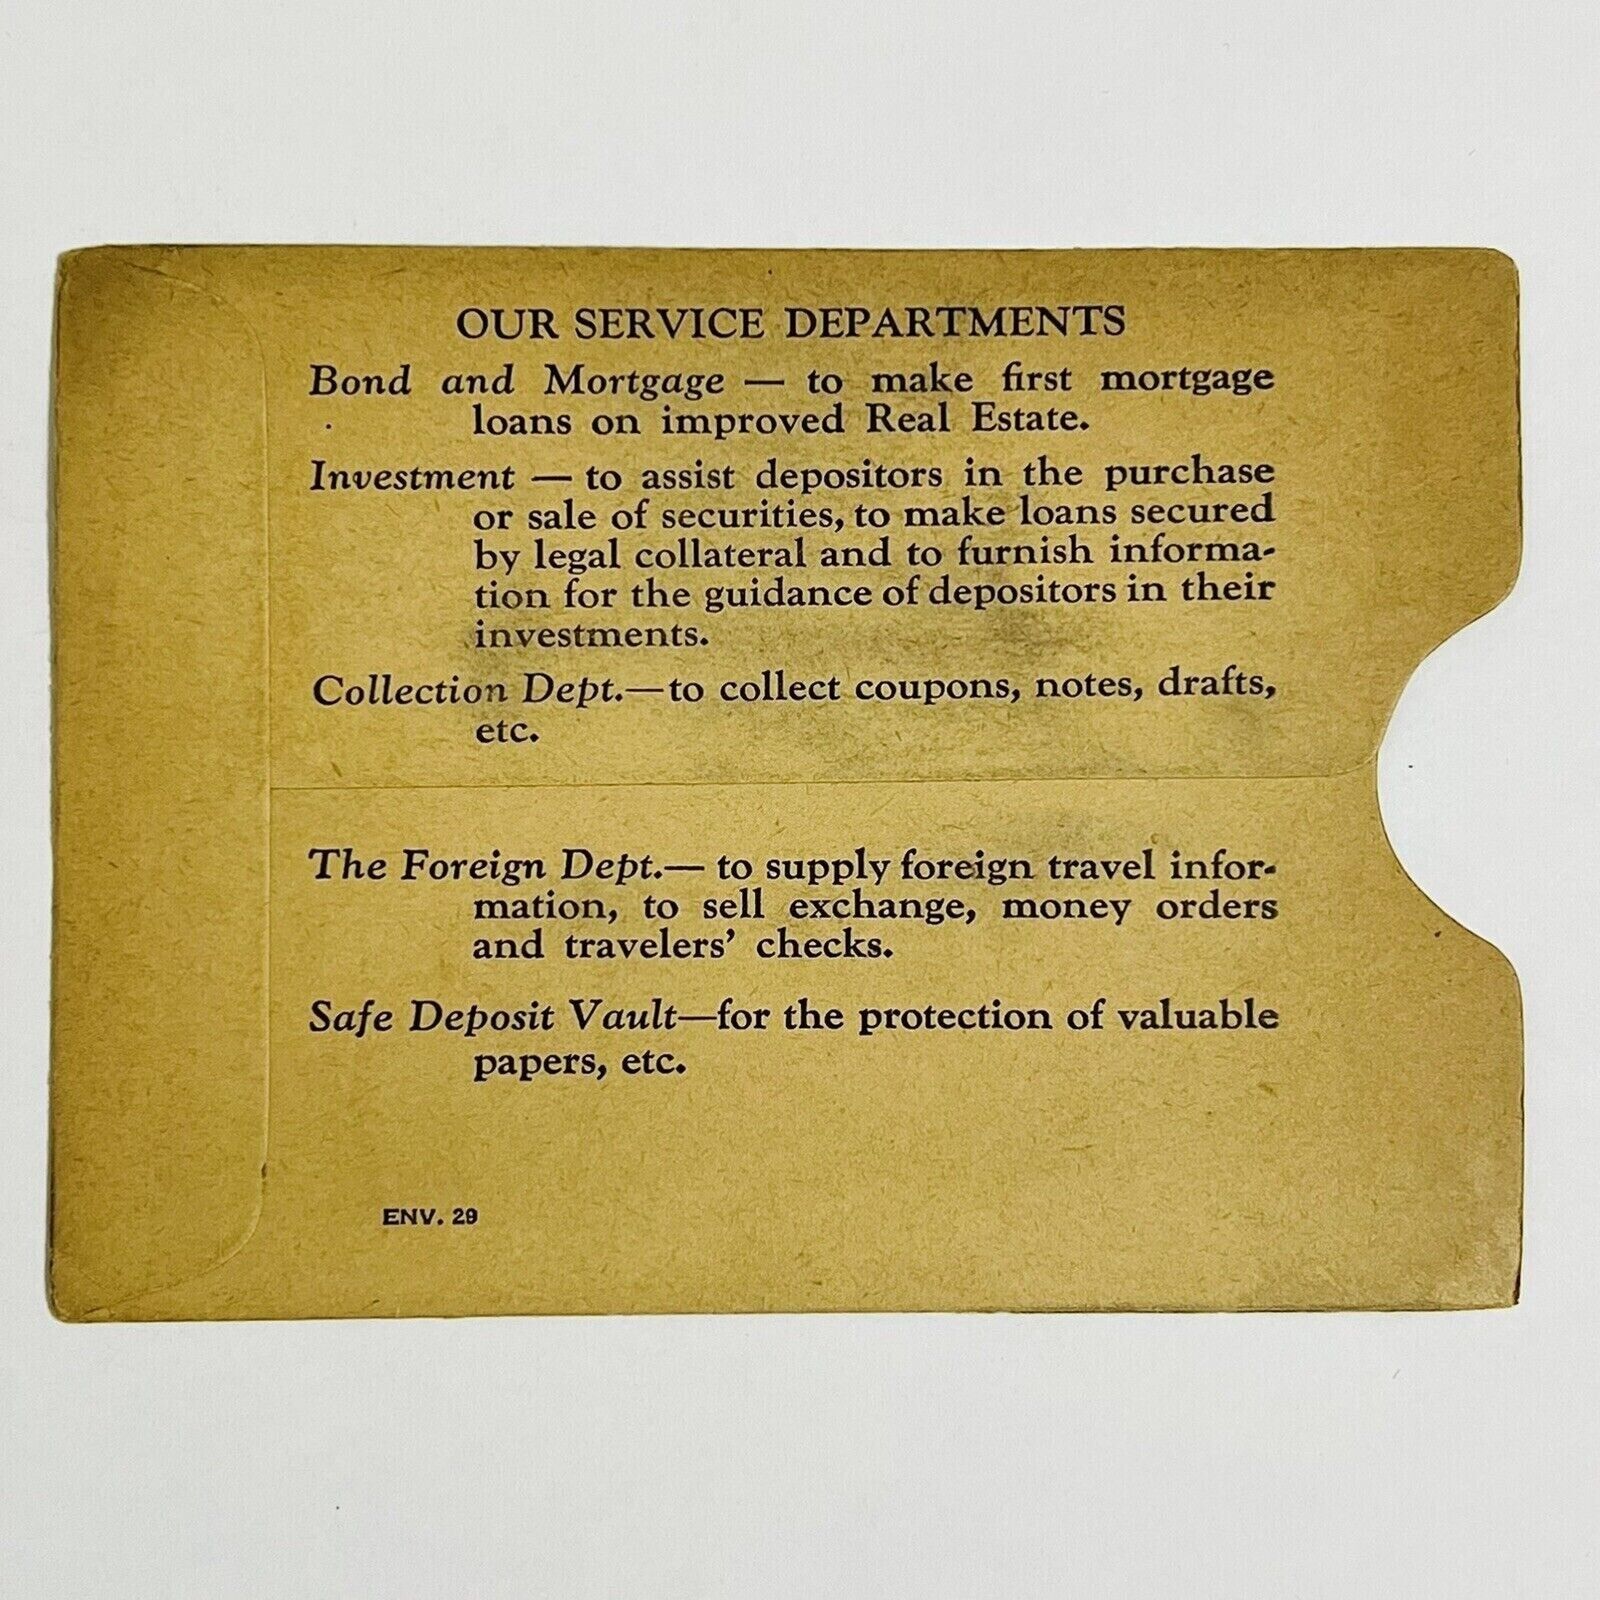 OUR SERVICE DEPARTMENTS
Bond and Mortgage — to make first mortgage
loans on improved Real Estate.
Investment — to assist depositors in the purchase
or sale of securities, to make loans secured
by legal collateral and to furnish informa-
tion for the guidance of depositors in their
investments.
Collection Dept.—to collect coupons, notes, drafts,
etc.
The Foreign Dept.— to supply foreign travel infor-
mation, to sell exchange, money orders
and travelers' checks.
Safe Deposit Vault—for the protection of valuable
papers, etc.
ENV. 29